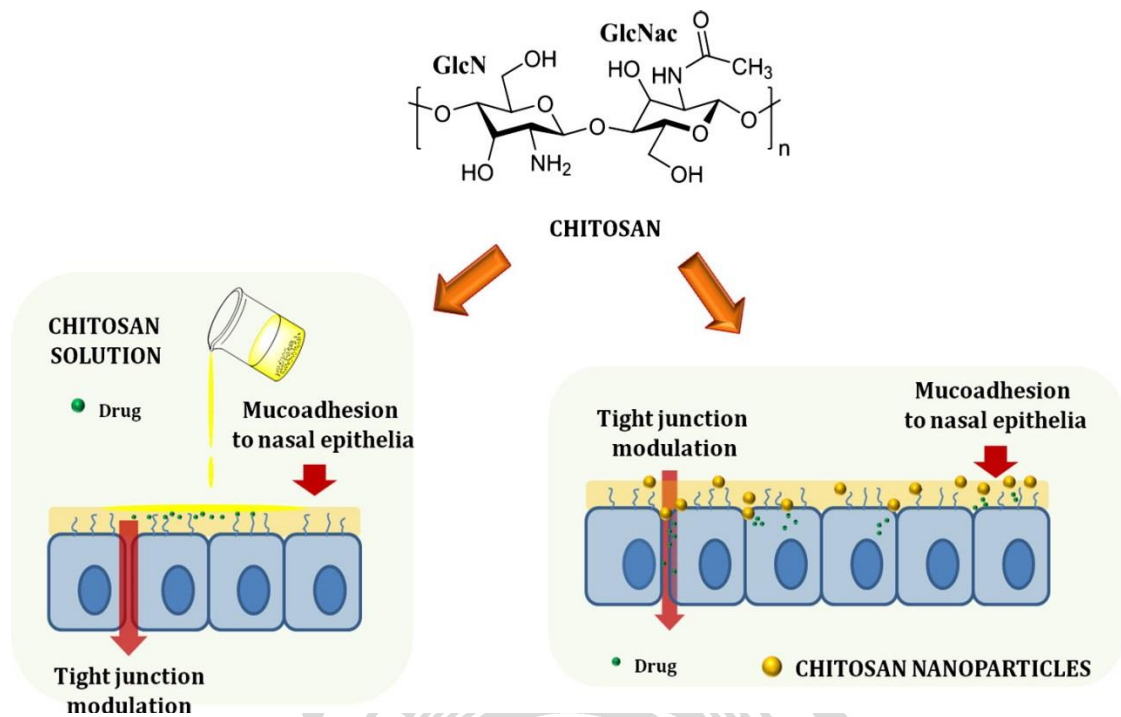 GlcN
GlcNac
OH
HO
O
O
HO
NH2
O
O
HN
CH3
HO
O
OH
O
n
CHITOSAN
CHITOSAN
SOLUTION
Drug
Mucoadhesion
to nasal epithelia
Tight junction
modulation
Tight junction
modulation
Mucoadhesion
to nasal epithelia
Drug
CHITOSAN NANOPARTICLES